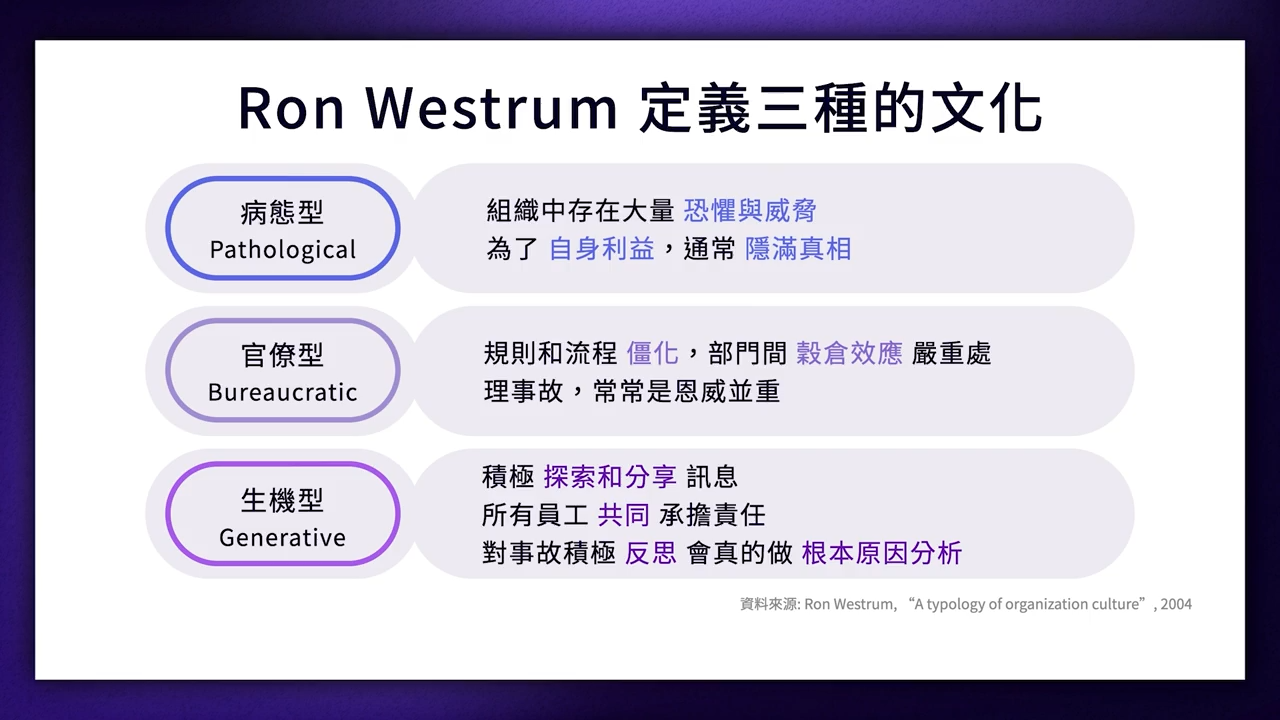 Ron Westrum 定義三種的文化
病態型
Pathological
組織中存在大量 恐懼與威脅
為了 自身利益，通常 隱滿真相
官僚型
Bureaucratic
規則和流程 僵化，部門間 穀倉效應 嚴重處
理事故，常常是恩威並重
生機型
Generative
積極 探索和分享 訊息
所有員工 共同 承擔責任
對事故積極 反思 會真的做 根本原因分析
資料來源: Ron Westrum, “A typology of organization culture”, 2004